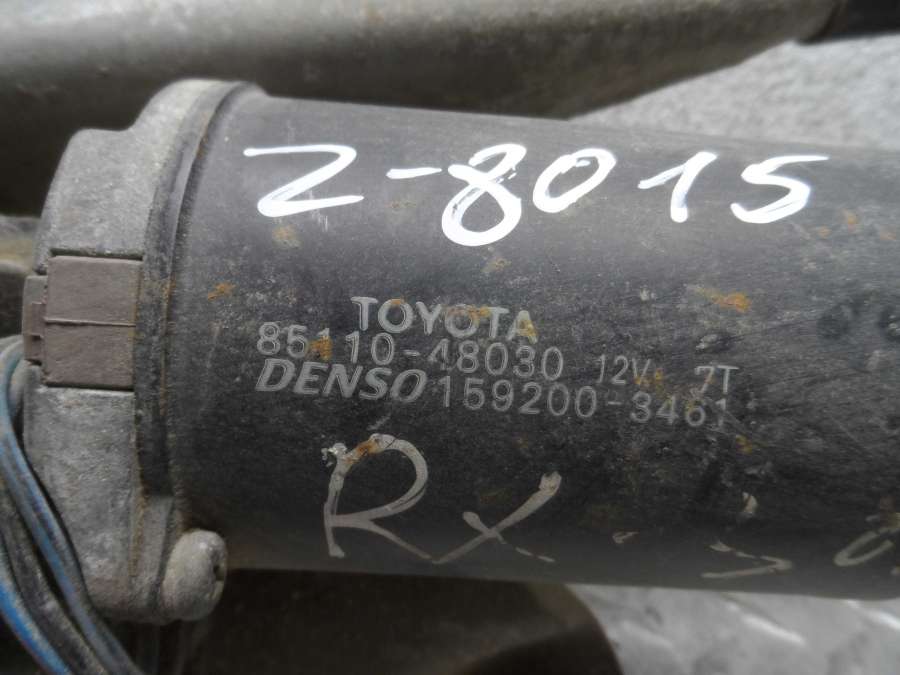 Z-8015
TOYOTA
85110-48030 12V 7T
DENSO 159200-3461
RX